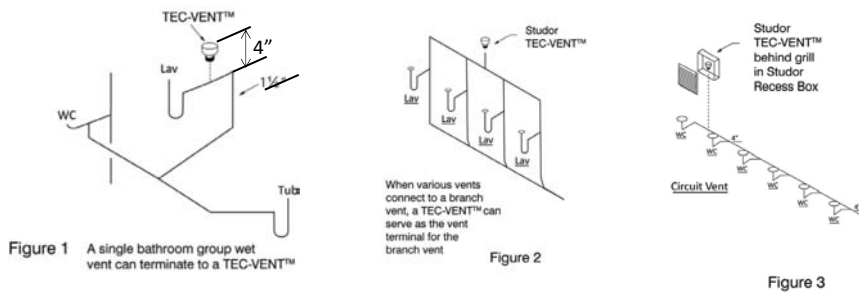 TEC-VENT™
4"
Lav
1½"
WC
Tub
Figure 1
A single bathroom group wet
vent can terminate to a TEC-VENT™
Studor
TEC-VENT™
Lav
Lav
Lav
Lav
When various vents
connect to a branch
vent, a TEC-VENT™ can
serve as the vent
terminal for the
branch vent
Figure 2
Studor
TEC-VENT™
behind grill
in Studor
Recess Box
WC
WC
4"
WC
WC
WC
WC
Circuit Vent
Figure 3